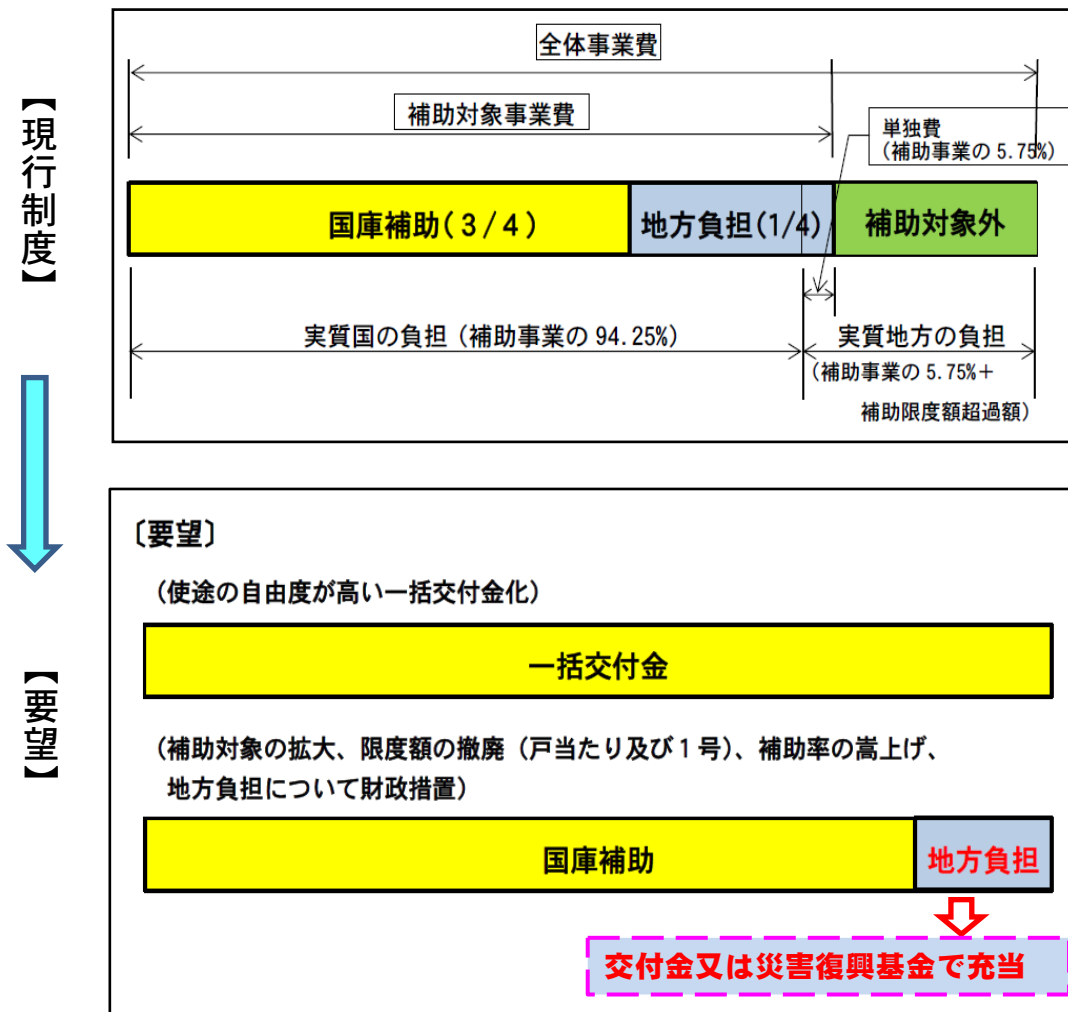 【現行制度】
全体事業費
補助対象事業費
単独費
(補助事業の 5.75%)
国庫補助(3/4)
地方負担(1/4)
補助対象外
実質国の負担(補助事業の 94.25%)
実質地方の負担
(補助事業の 5.75%+
補助限度額超過額)
【要望】
〔要望〕
(使途の自由度が高い一括交付金化)
一括交付金
(補助対象の拡大、限度額の撤廃(戸当たり及び1号)、補助率の嵩上げ、
地方負担について財政措置)
国庫補助
地方負担
交付金又は災害復興基金で充当